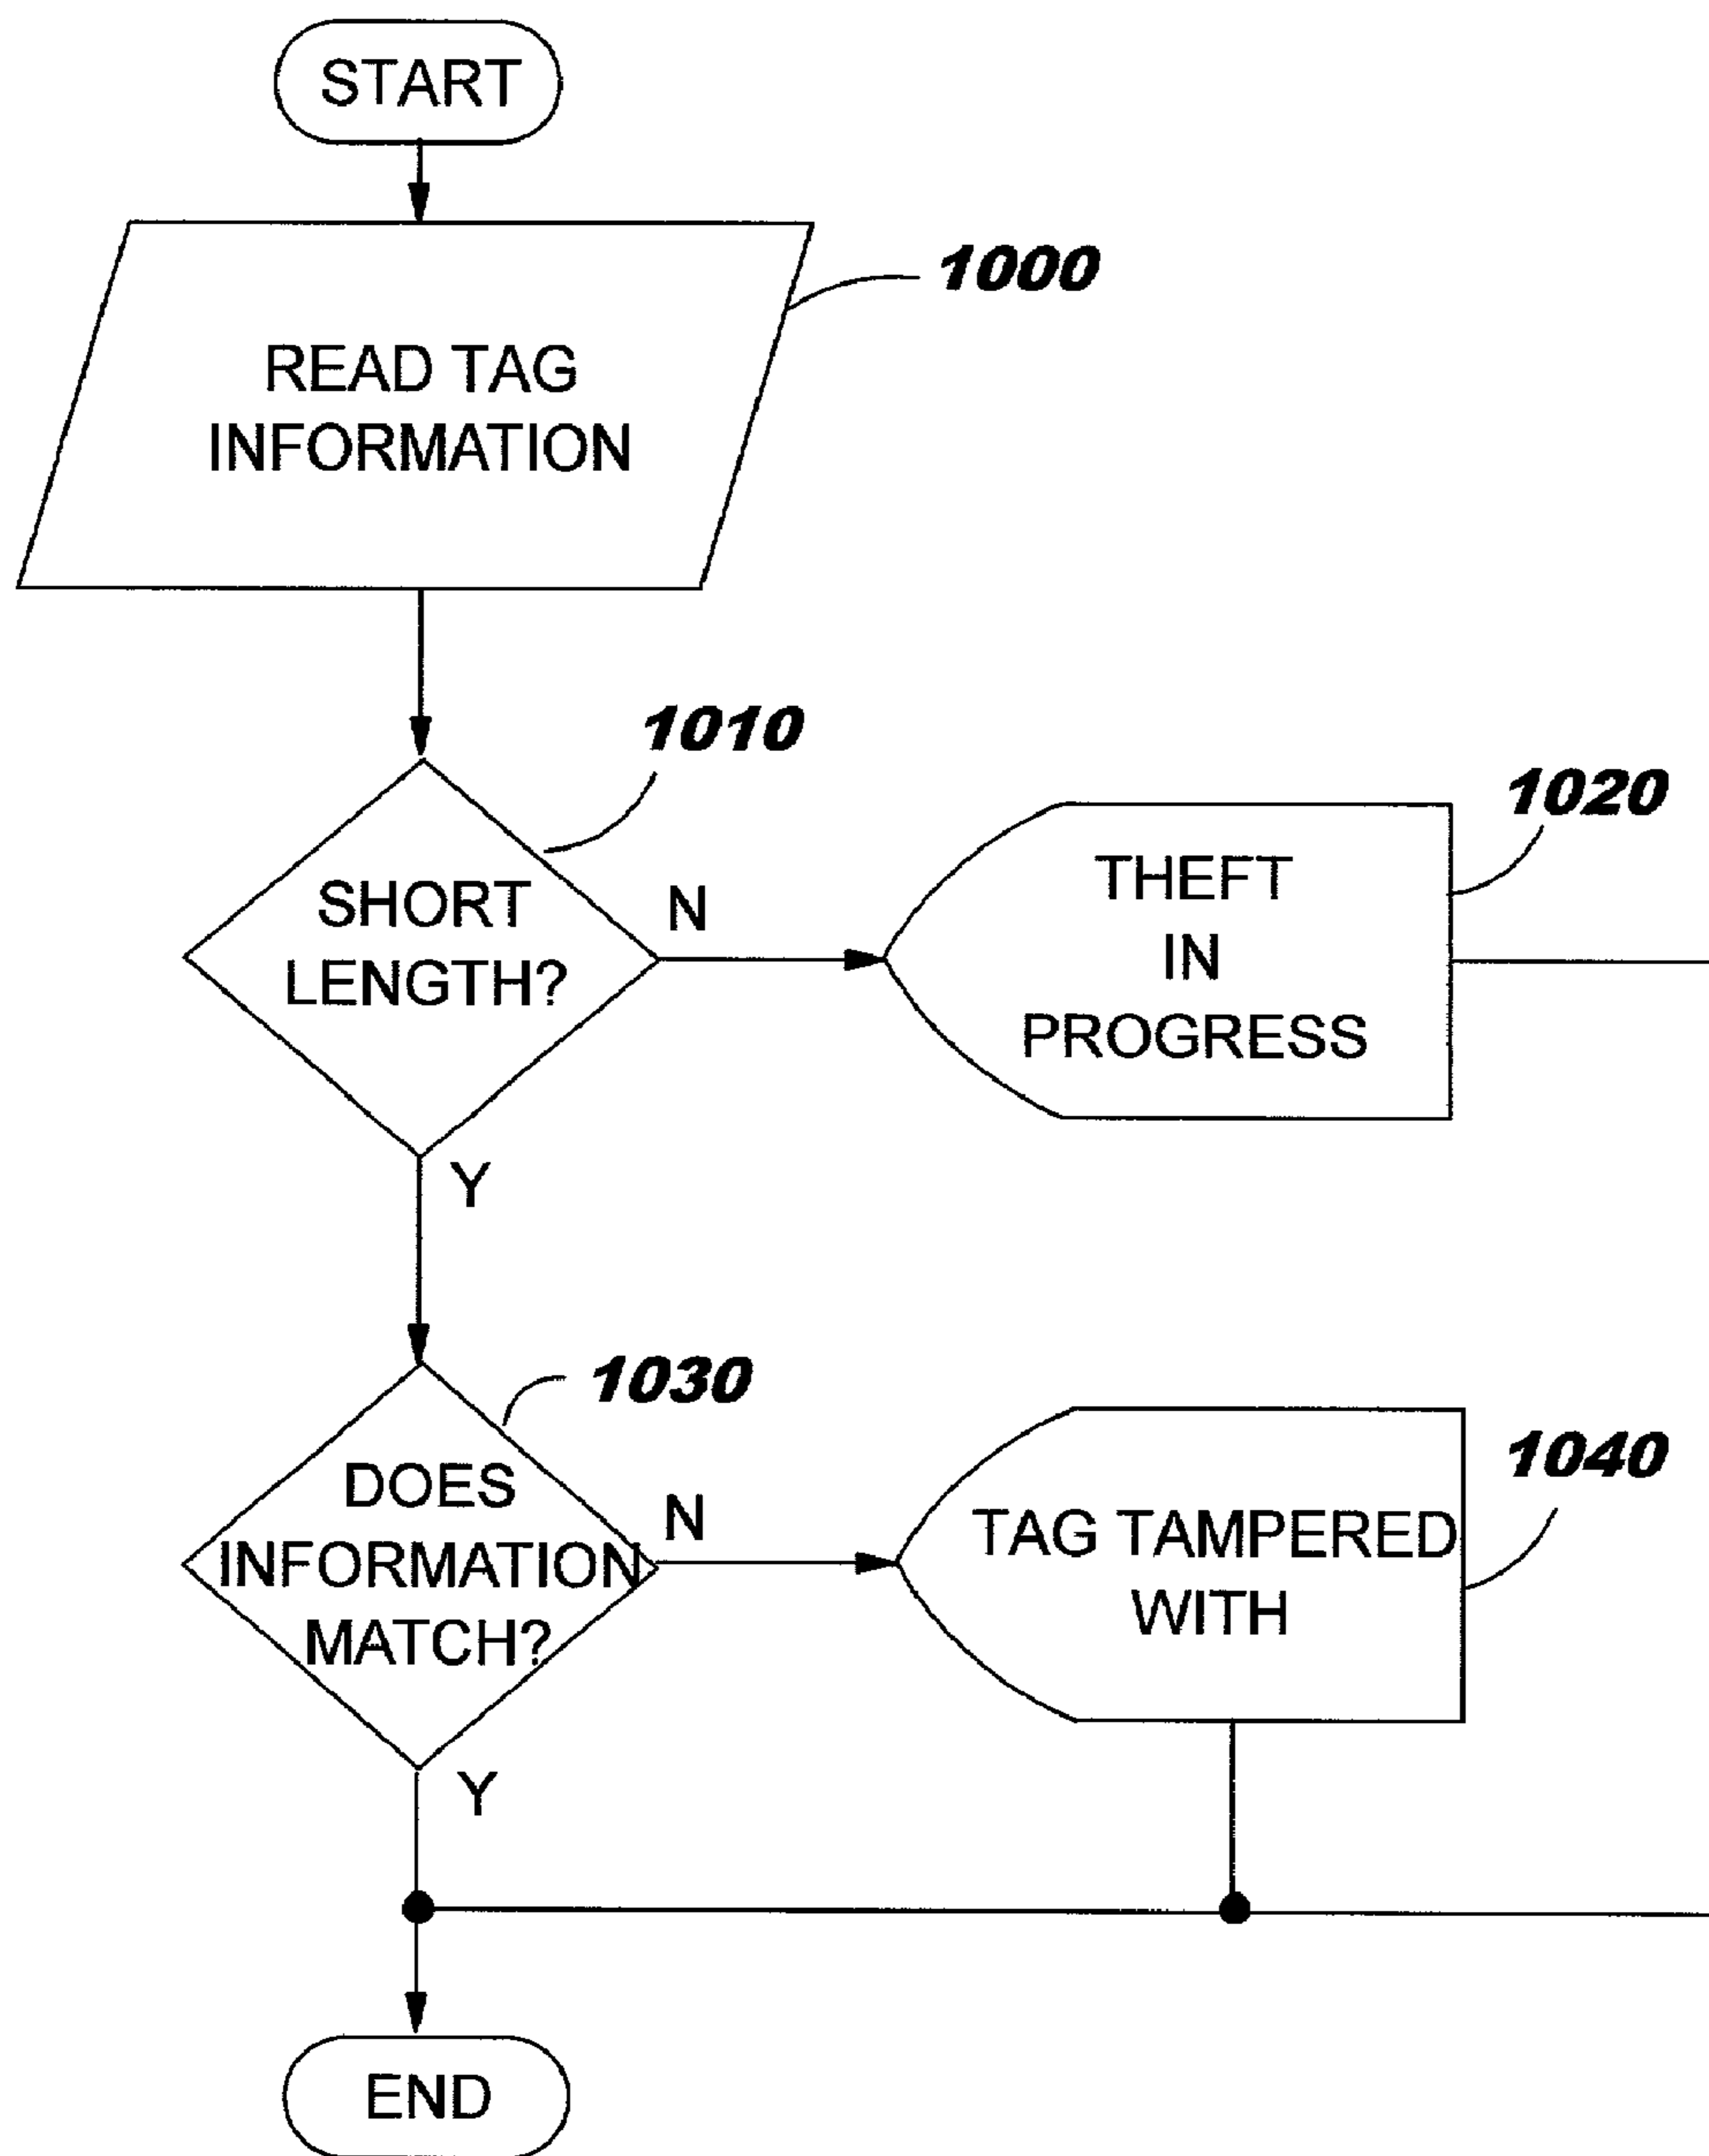 START
1000
READ TAG
INFORMATION
1010
SHORT
LENGTH?
N
Y
1020
THEFT
IN
PROGRESS
1030
DOES
INFORMATION
MATCH?
N
Y
1040
TAG TAMPERED
WITH
END